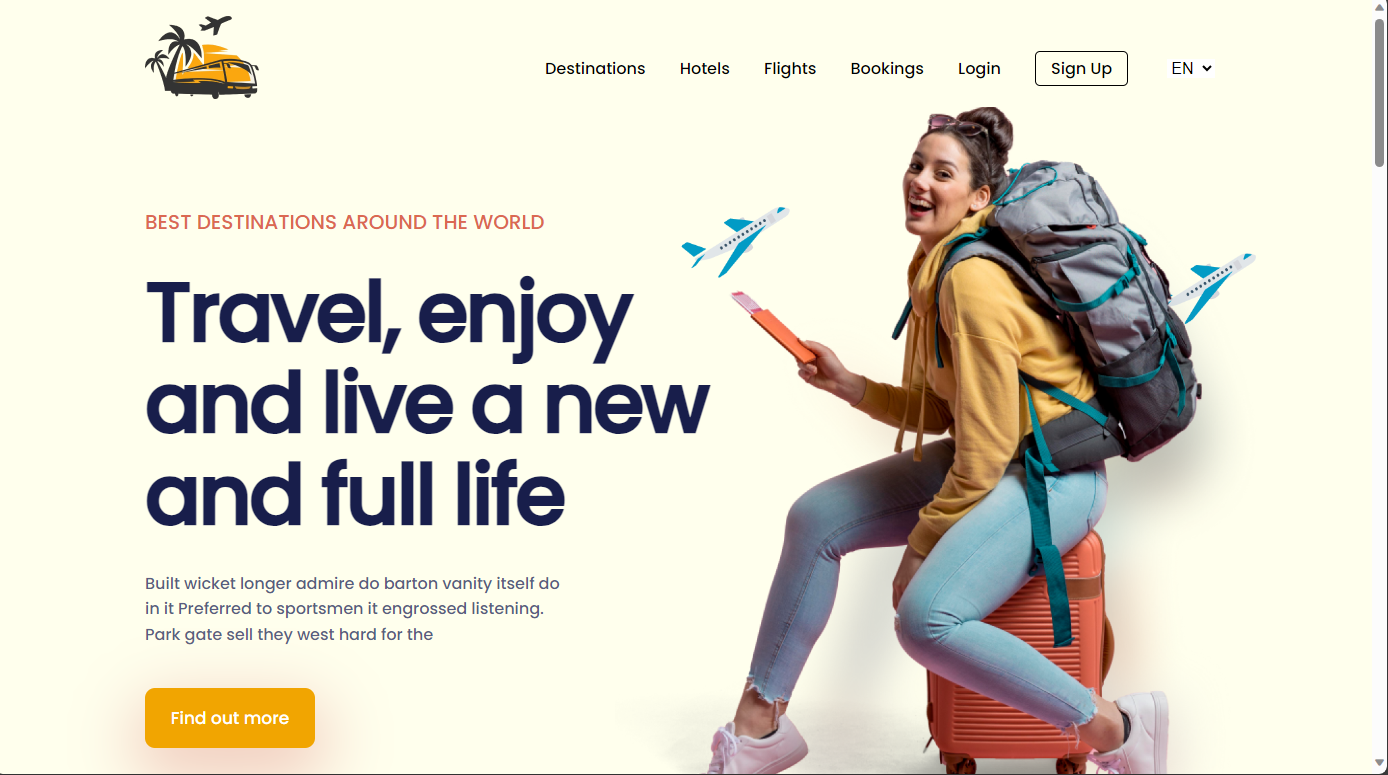 Destinations Hotels Flights Bookings Login Sign Up EN
BEST DESTINATIONS AROUND THE WORLD
Travel, enjoy
and live a new
and full life
Built wicket longer admire do barton vanity itself do
in it Preferred to sportsmen it engrossed listening.
Park gate sell they west hard for the
Find out more